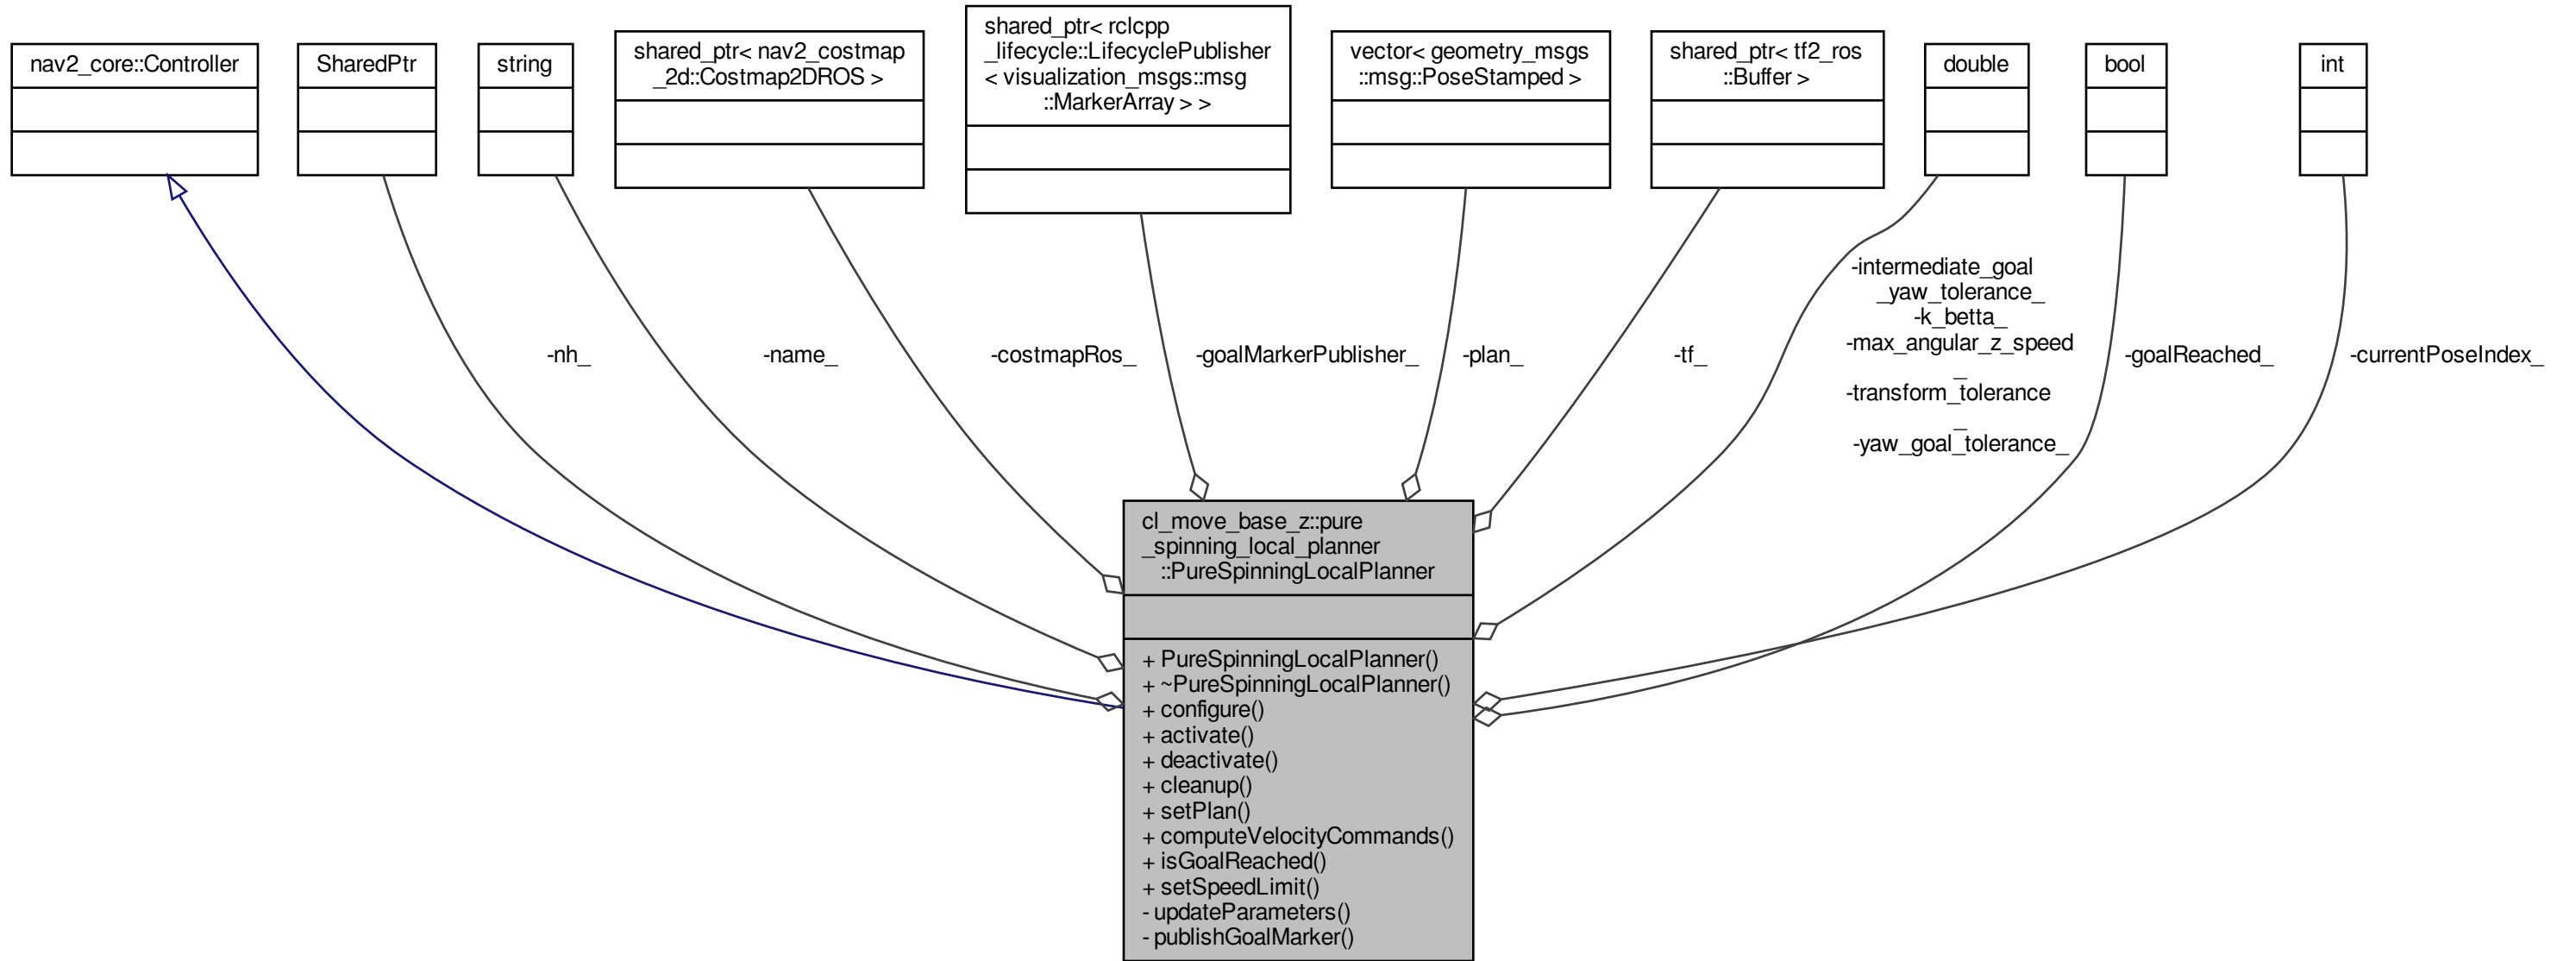 nav2_core::Controller
SharedPtr
string
shared_ptr< nav2_costmap
_2d::Costmap2DROS >
shared_ptr< rclcpp
_lifecycle::LifecyclePublisher
< visualization_msgs::msg
::MarkerArray > >
vector< geometry_msgs
::msg::PoseStamped >
shared_ptr< tf2_ros
::Buffer >
double
bool
int
-nh_
-name_
-costmapRos_
-goalMarkerPublisher_
-plan_
-tf_
-intermediate_goal
_yaw_tolerance_
-k_betta_
-max_angular_z_speed
_
-transform_tolerance
_
-yaw_goal_tolerance_
-goalReached_
-currentPoseIndex_
cl_move_base_z::pure
_spinning_local_planner
::PureSpinningLocalPlanner
+ PureSpinningLocalPlanner()
+ ~PureSpinningLocalPlanner()
+ configure()
+ activate()
+ deactivate()
+ cleanup()
+ setPlan()
+ computeVelocityCommands()
+ isGoalReached()
+ setSpeedLimit()
- updateParameters()
- publishGoalMarker()